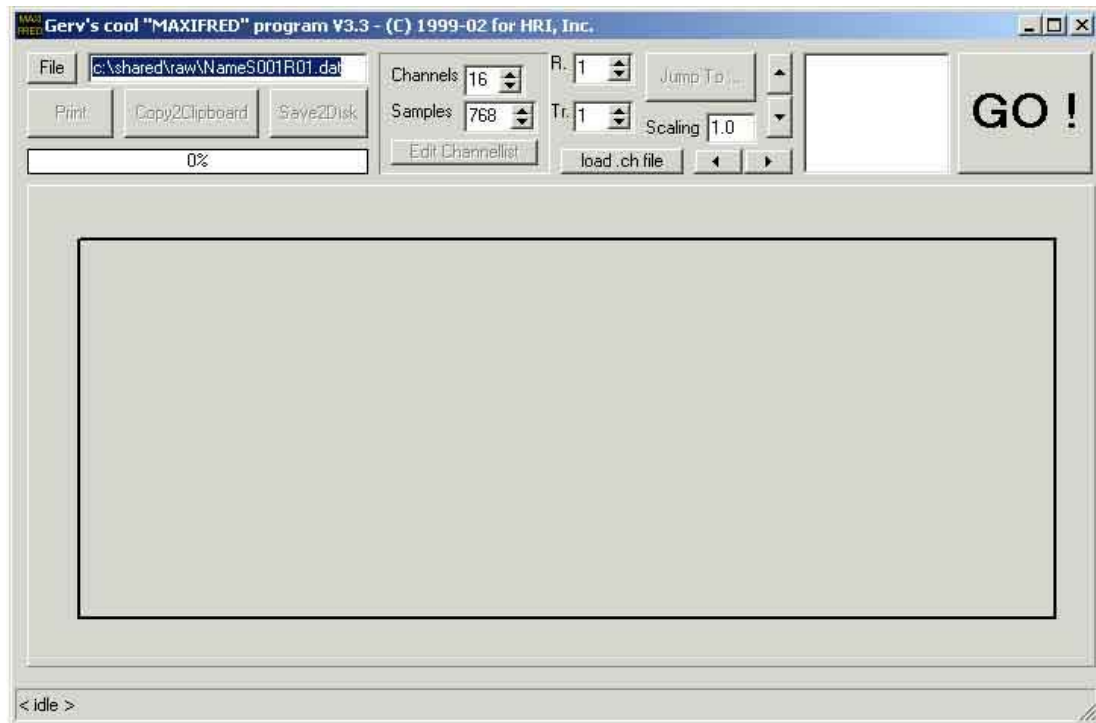 MAXI FRED
Gerv's cool "MAXIFRED" program V3.3 - (C) 1999-02 for HRI, Inc.
File
c:\shared\raw\NameS001R01.dat
Print
Copy2Clipboard
Save2Disk
0%
Channels 16
Samples 768
Edit Channellist
R. 1
Tr. 1
Jump To ...
Scaling 1.0
load .ch file
GO !
< idle >